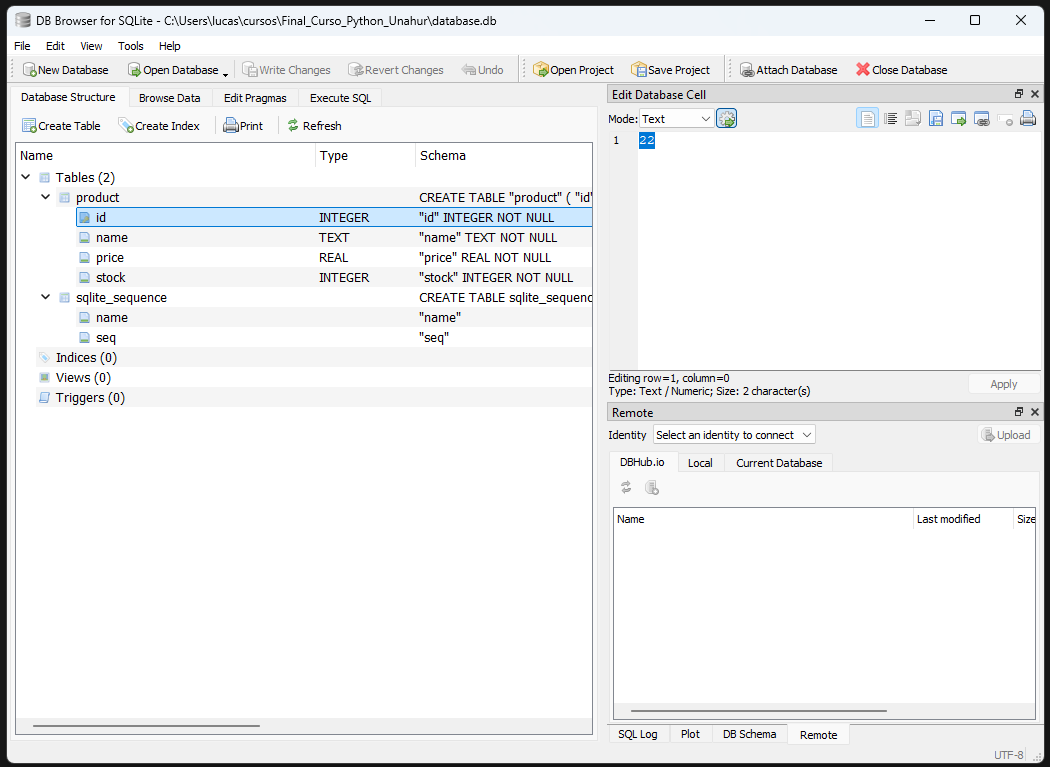 DB Browser for SQLite - C:\Users\lucas\cursos\Final_Curso_Python_Unahur\database.db
File Edit View Tools Help
New Database Open Database Write Changes Revert Changes Undo Open Project Save Project Attach Database Close Database
Database Structure Browse Data Edit Pragmas Execute SQL
Create Table Create Index Print Refresh
Name Type Schema
Tables (2)
product CREATE TABLE "product" ( "id"
id INTEGER "id" INTEGER NOT NULL
name TEXT "name" TEXT NOT NULL
price REAL "price" REAL NOT NULL
stock INTEGER "stock" INTEGER NOT NULL
sqlite_sequence CREATE TABLE sqlite_sequenc
name "name"
seq "seq"
Indices (0)
Views (0)
Triggers (0)
Edit Database Cell
Mode: Text
1 22
Editing row=1, column=0
Type: Text / Numeric; Size: 2 character(s)
Apply
Remote
Identity Select an identity to connect Upload
DBHub.io Local Current Database
Name Last modified Size
SQL Log Plot DB Schema Remote
UTF-8